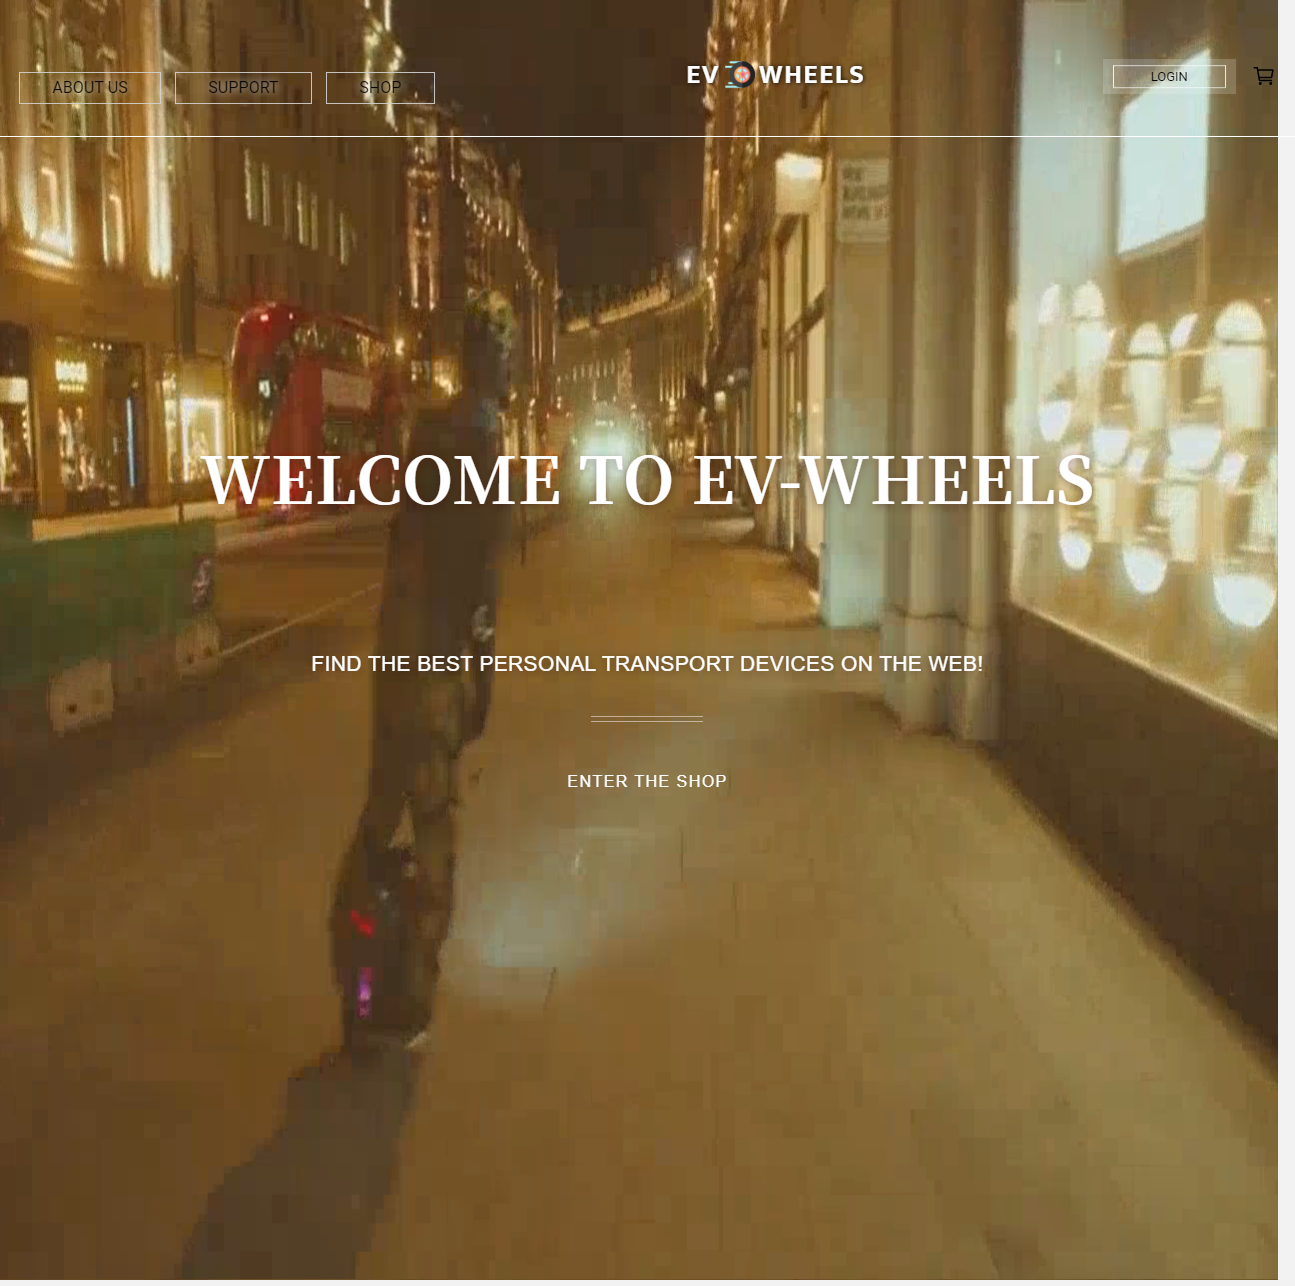 ABOUT US
SUPPORT
SHOP
EV WHEELS
LOGIN
WELCOME TO EV-WHEELS
FIND THE BEST PERSONAL TRANSPORT DEVICES ON THE WEB!
ENTER THE SHOP